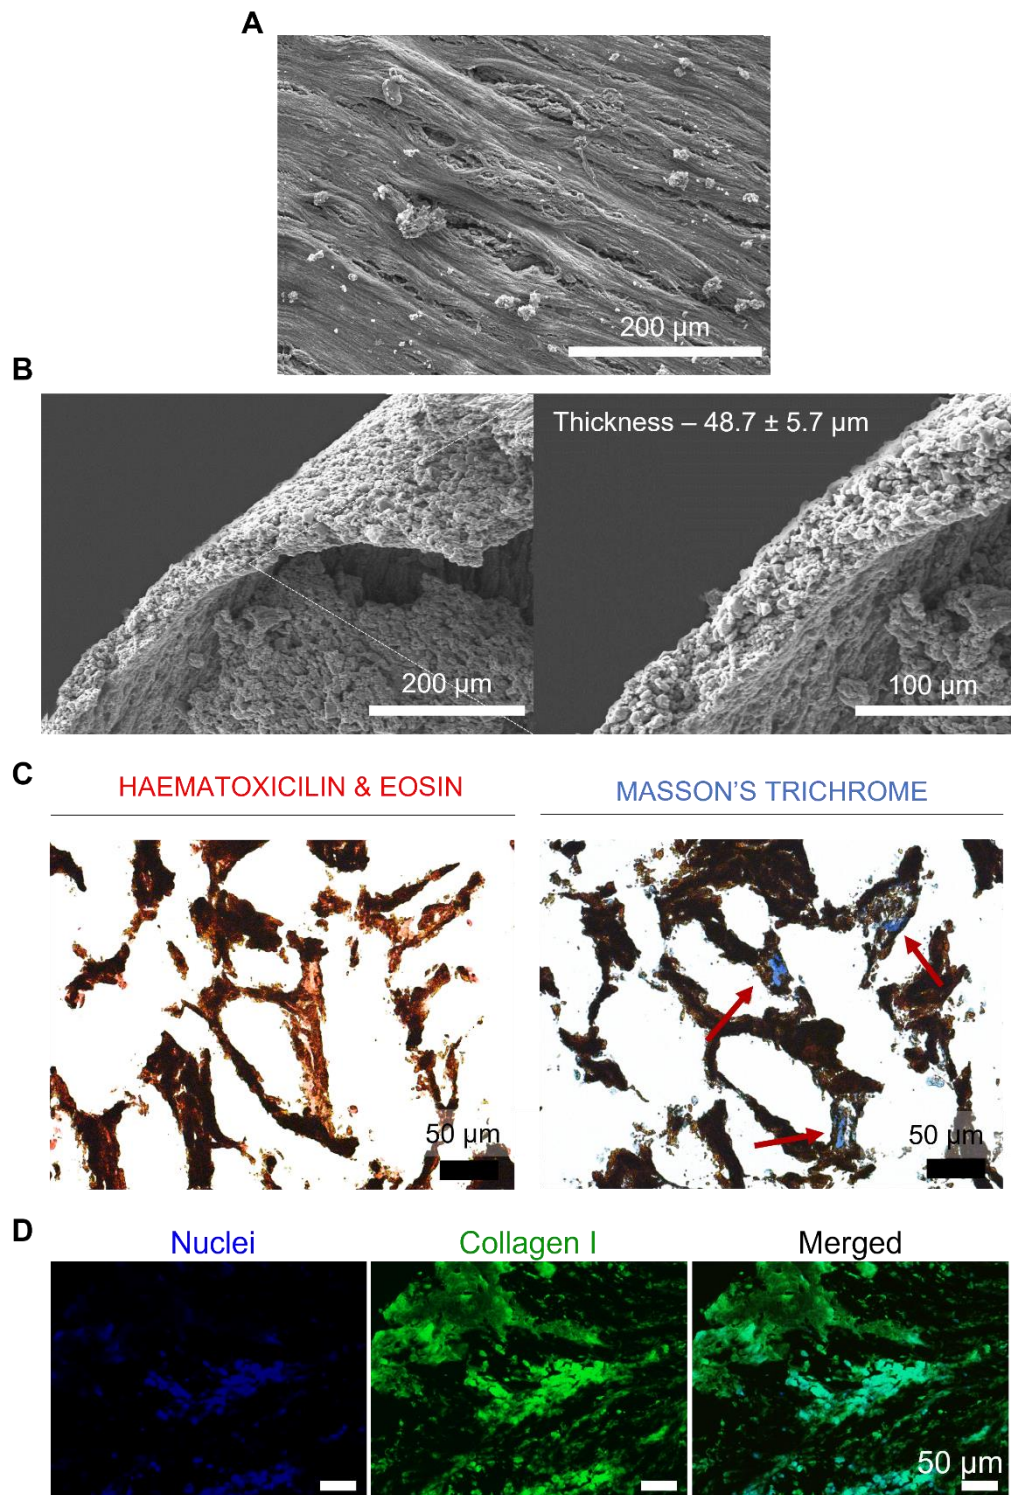 A
200 µm
B
Thickness – 48.7 ± 5.7 µm
200 µm
100 µm
C
HAEMATOXICILIN & EOSIN
MASSON'S TRICHROME
50 µm
50 µm
D
Nuclei
Collagen I
Merged
50 µm